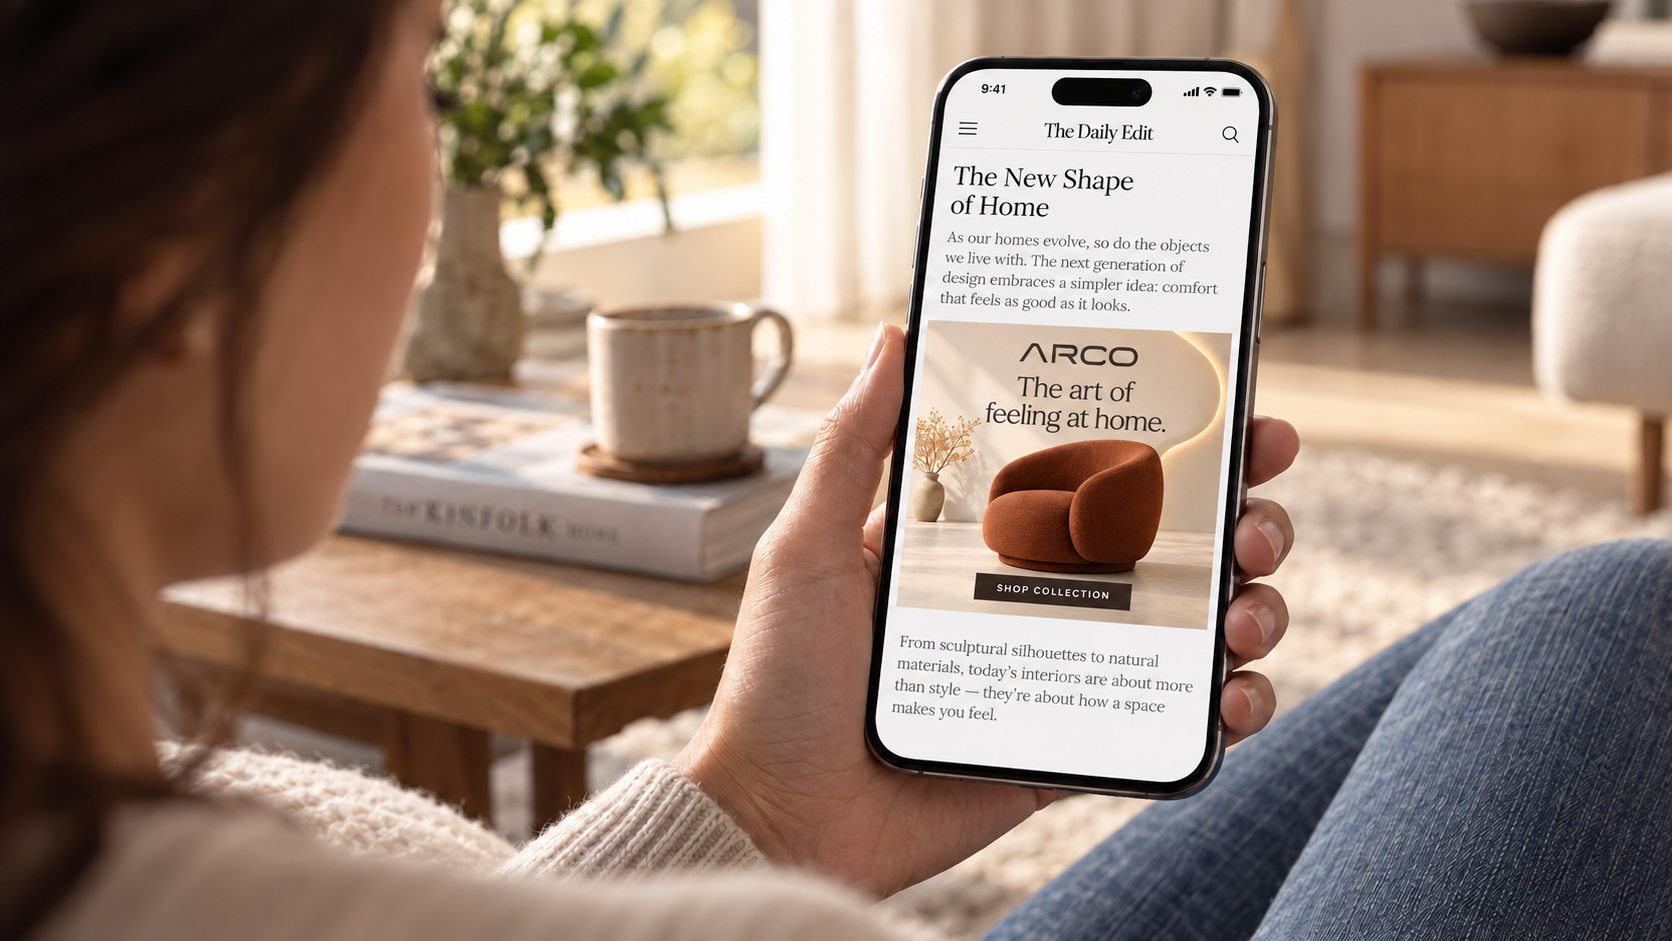 9:41
The Daily Edit
The New Shape
of Home
As our homes evolve, so do the objects
we live with. The next generation of
design embraces a simpler idea: comfort
that feels as good as it looks.
ARCO
The art of
feeling at home.
SHOP COLLECTION
From sculptural silhouettes to natural
materials, today's interiors are about more
than style — they're about how a space
makes you feel.
THE KINFOLK HOME